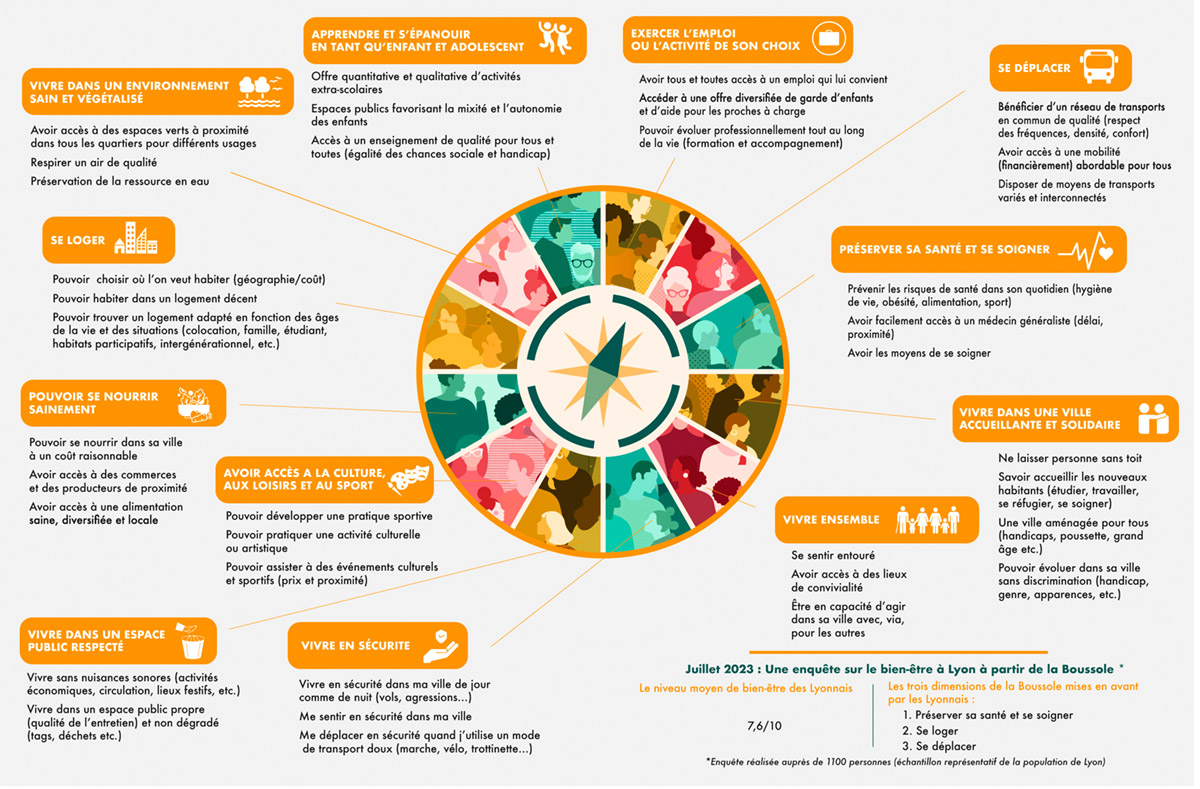 APPRENDRE ET S'ÉPANOUIR
EN TANT QU'ENFANT ET ADOLESCENT
Offre quantitative et qualitative d'activités
extra-scolaires
Espaces publics favorisant la mixité et l'autonomie
des enfants
Accès à un enseignement de qualité pour tous et
toutes (égalité des chances sociale et handicap)
EXERCER L'EMPLOI
OU L'ACTIVITÉ DE SON CHOIX
Avoir tous et toutes accès à un emploi qui lui convient
Accéder à une offre diversifiée de garde d'enfants
et d'aide pour les proches à charge
Pouvoir évoluer professionnellement tout au long
de la vie (formation et accompagnement)
SE DÉPLACER
Bénéficier d'un réseau de transports
en commun de qualité (respect
des fréquences, densité, confort)
Avoir accès à une mobilité
(financièrement) abordable pour tous
Disposer de moyens de transports
variés et interconnectés
VIVRE DANS UN ENVIRONNEMENT
SAIN ET VÉGÉTALISÉ
Avoir accès à des espaces verts à proximité
dans tous les quartiers pour différents usages
Respirer un air de qualité
Préservation de la ressource en eau
SE LOGER
Pouvoir choisir où l'on veut habiter (géographie/coût)
Pouvoir habiter dans un logement décent
Pouvoir trouver un logement adapté en fonction des âges
de la vie et des situations (colocation, famille, étudiant,
habitats participatifs, intergénérationnel, etc.)
PRÉSERVER SA SANTÉ ET SE SOIGNER
Prévenir les risques de santé dans son quotidien (hygiène
de vie, obésité, alimentation, sport)
Avoir facilement accès à un médecin généraliste (délai,
proximité)
Avoir les moyens de se soigner
POUVOIR SE NOURRIR
SAINEMENT
Pouvoir se nourrir dans sa ville
à un coût raisonnable
Avoir accès à des commerces
et des producteurs de proximité
Avoir accès à une alimentation
saine, diversifiée et locale
VIVRE DANS UNE VILLE
ACCUEILLANTE ET SOLIDAIRE
Ne laisser personne sans toit
Savoir accueillir les nouveaux
habitants (étudier, travailler,
se réfugier, se soigner)
Une ville aménagée pour tous
(handicaps, poussette, grand
âge etc.)
Pouvoir évoluer dans sa ville
sans discrimination (handicap,
genre, apparences, etc.)
AVOIR ACCÈS A LA CULTURE,
AUX LOISIRS ET AU SPORT
Pouvoir développer une pratique sportive
Pouvoir pratiquer une activité culturelle
ou artistique
Pouvoir assister à des événements culturels
et sportifs (prix et proximité)
VIVRE ENSEMBLE
Se sentir entouré
Avoir accès à des lieux
de convivialité
Être en capacité d'agir
dans sa ville avec, via,
pour les autres
VIVRE DANS UN ESPACE
PUBLIC RESPECTÉ
Vivre sans nuisances sonores (activités
économiques, circulation, lieux festifs, etc.)
Vivre dans un espace public propre
(qualité de l'entretien) et non dégradé
(tags, déchets etc.)
VIVRE EN SÉCURITE
Vivre en sécurité dans ma ville de jour
comme de nuit (vols, agressions...)
Me sentir en sécurité dans ma ville
Me déplacer en sécurité quand j'utilise un mode
de transport doux (marche, vélo, trottinette...)
Juillet 2023 : Une enquête sur le bien-être à Lyon à partir de la Boussole *
Le niveau moyen de bien-être des Lyonnais
7,6/10
Les trois dimensions de la Boussole mises en avant
par les Lyonnais :
1. Préserver sa santé et se soigner
2. Se loger
3. Se déplacer
*Enquête réalisée auprès de 1100 personnes (échantillon représentatif de la population de Lyon)